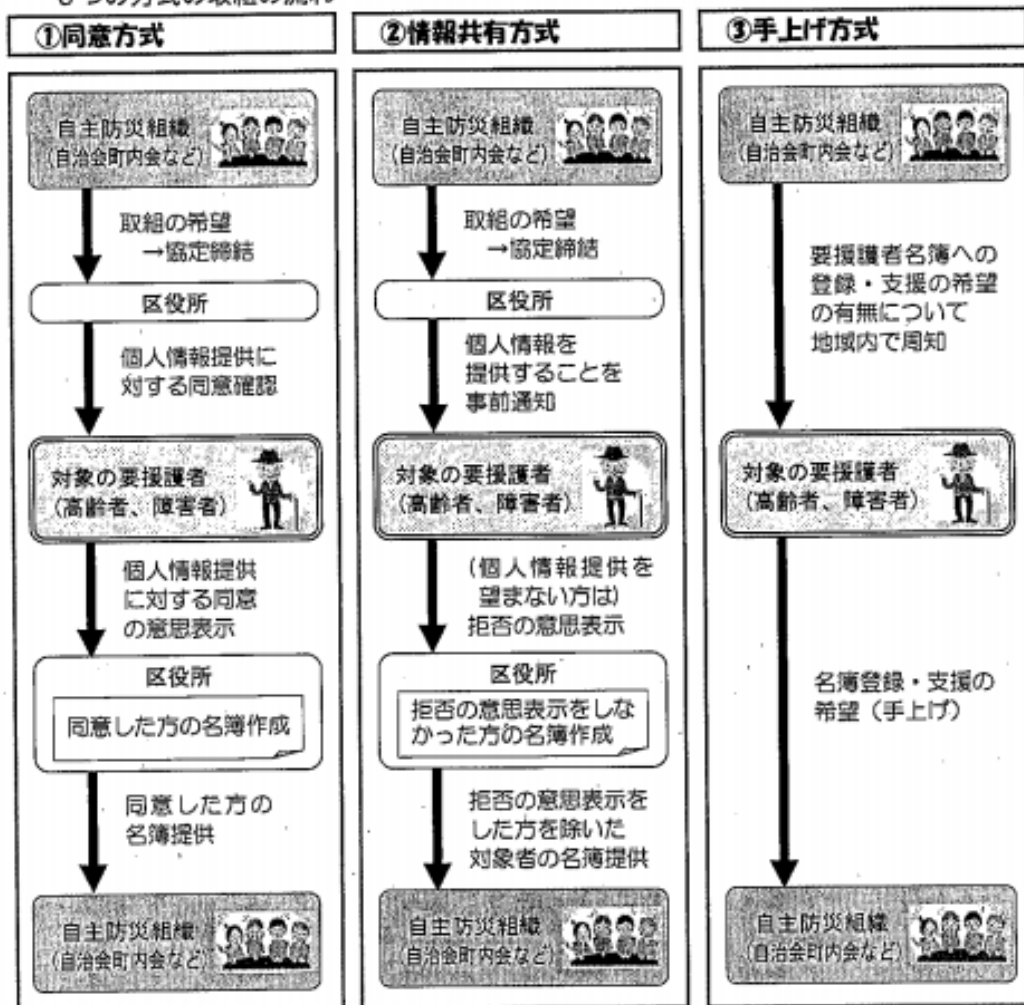 ①同意方式
自主防災組織
(自治会町内会など)
取組の希望
→協定締結
区役所
個人情報提供に
対する同意確認
対象の要援護者
(高齢者、障害者)
個人情報提供
に対する同意
の意思表示
区役所
同意した方の名簿作成
同意した方の
名簿提供
自主防災組織
(自治会町内会など)
②情報共有方式
自主防災組織
(自治会町内会など)
取組の希望
→協定締結
区役所
個人情報を
提供することを
事前通知
対象の要援護者
(高齢者、障害者)
(個人情報提供を
望まない方は)
拒否の意思表示
区役所
拒否の意思表示をしな
かった方の名簿作成
拒否の意思表示を
した方を除いた
対象者の名簿提供
自主防災組織
(自治会町内会など)
③手上げ方式
自主防災組織
(自治会町内会など)
要援護者名簿への
登録・支援の希望
の有無について
地域内で周知
対象の要援護者
(高齢者、障害者)
名簿登録・支援の
希望（手上げ）
自主防災組織
(自治会町内会など)